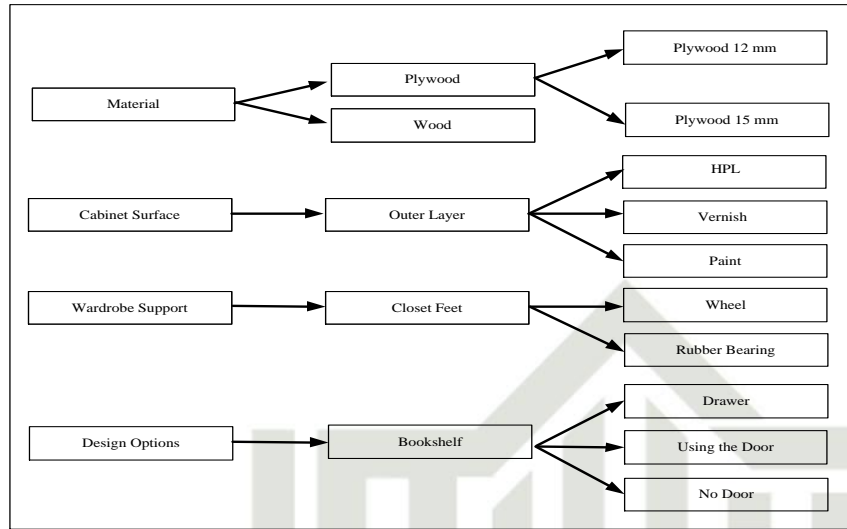 Material
Plywood
Wood
Plywood 12 mm
Plywood 15 mm
Cabinet Surface
Outer Layer
HPL
Vernish
Paint
Wardrobe Support
Closet Feet
Wheel
Rubber Bearing
Design Options
Bookshelf
Drawer
Using the Door
No Door